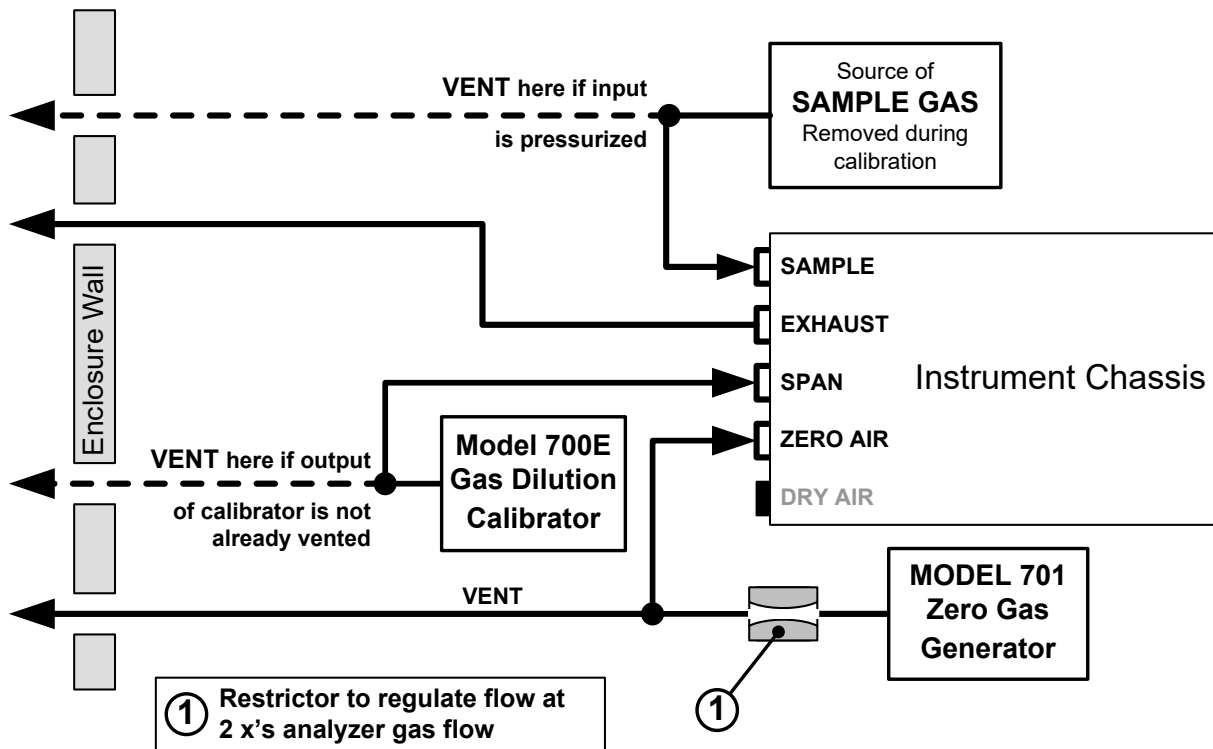 VENT here if input
is pressurized
Source of
SAMPLE GAS
Removed during
calibration
Enclosure Wall
SAMPLE
EXHAUST
SPAN
ZERO AIR
DRY AIR
Instrument Chassis
VENT here if output
of calibrator is not
already vented
Model 700E
Gas Dilution
Calibrator
VENT
MODEL 701
Zero Gas
Generator
1
1 Restrictor to regulate flow at
2 x's analyzer gas flow